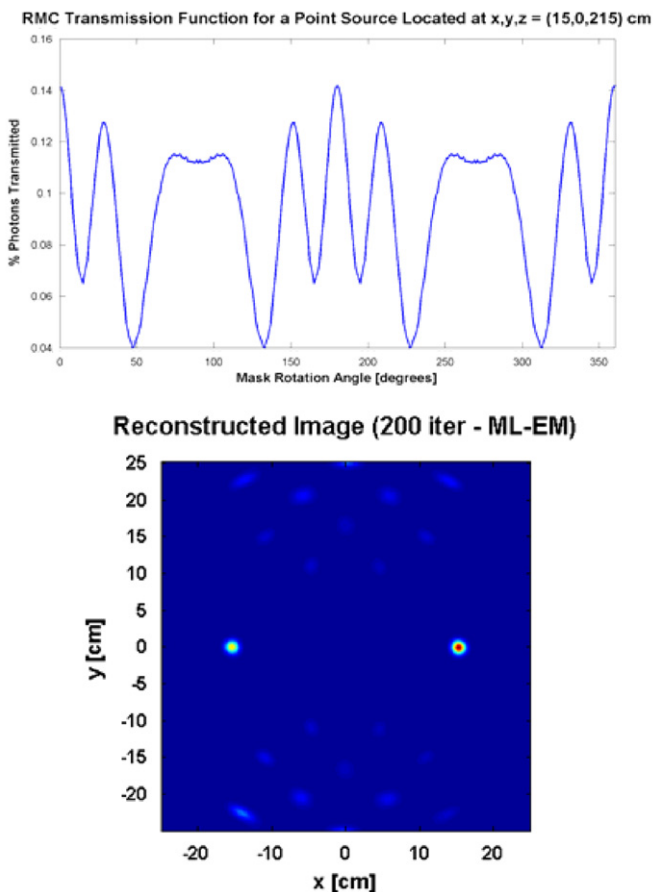 RMC Transmission Function for a Point Source Located at x,y,z = (15,0,215) cm
0.16
0.14
0.12
0.1
0.08
0.06
0.04
% Photons Transmitted
0 50 100 150 200 250 300 350
Mask Rotation Angle [degrees]
Reconstructed Image (200 iter - ML-EM)
25
20
15
10
5
0
-5
-10
-15
-20
y [cm]
-20 -10 0 10 20
x [cm]